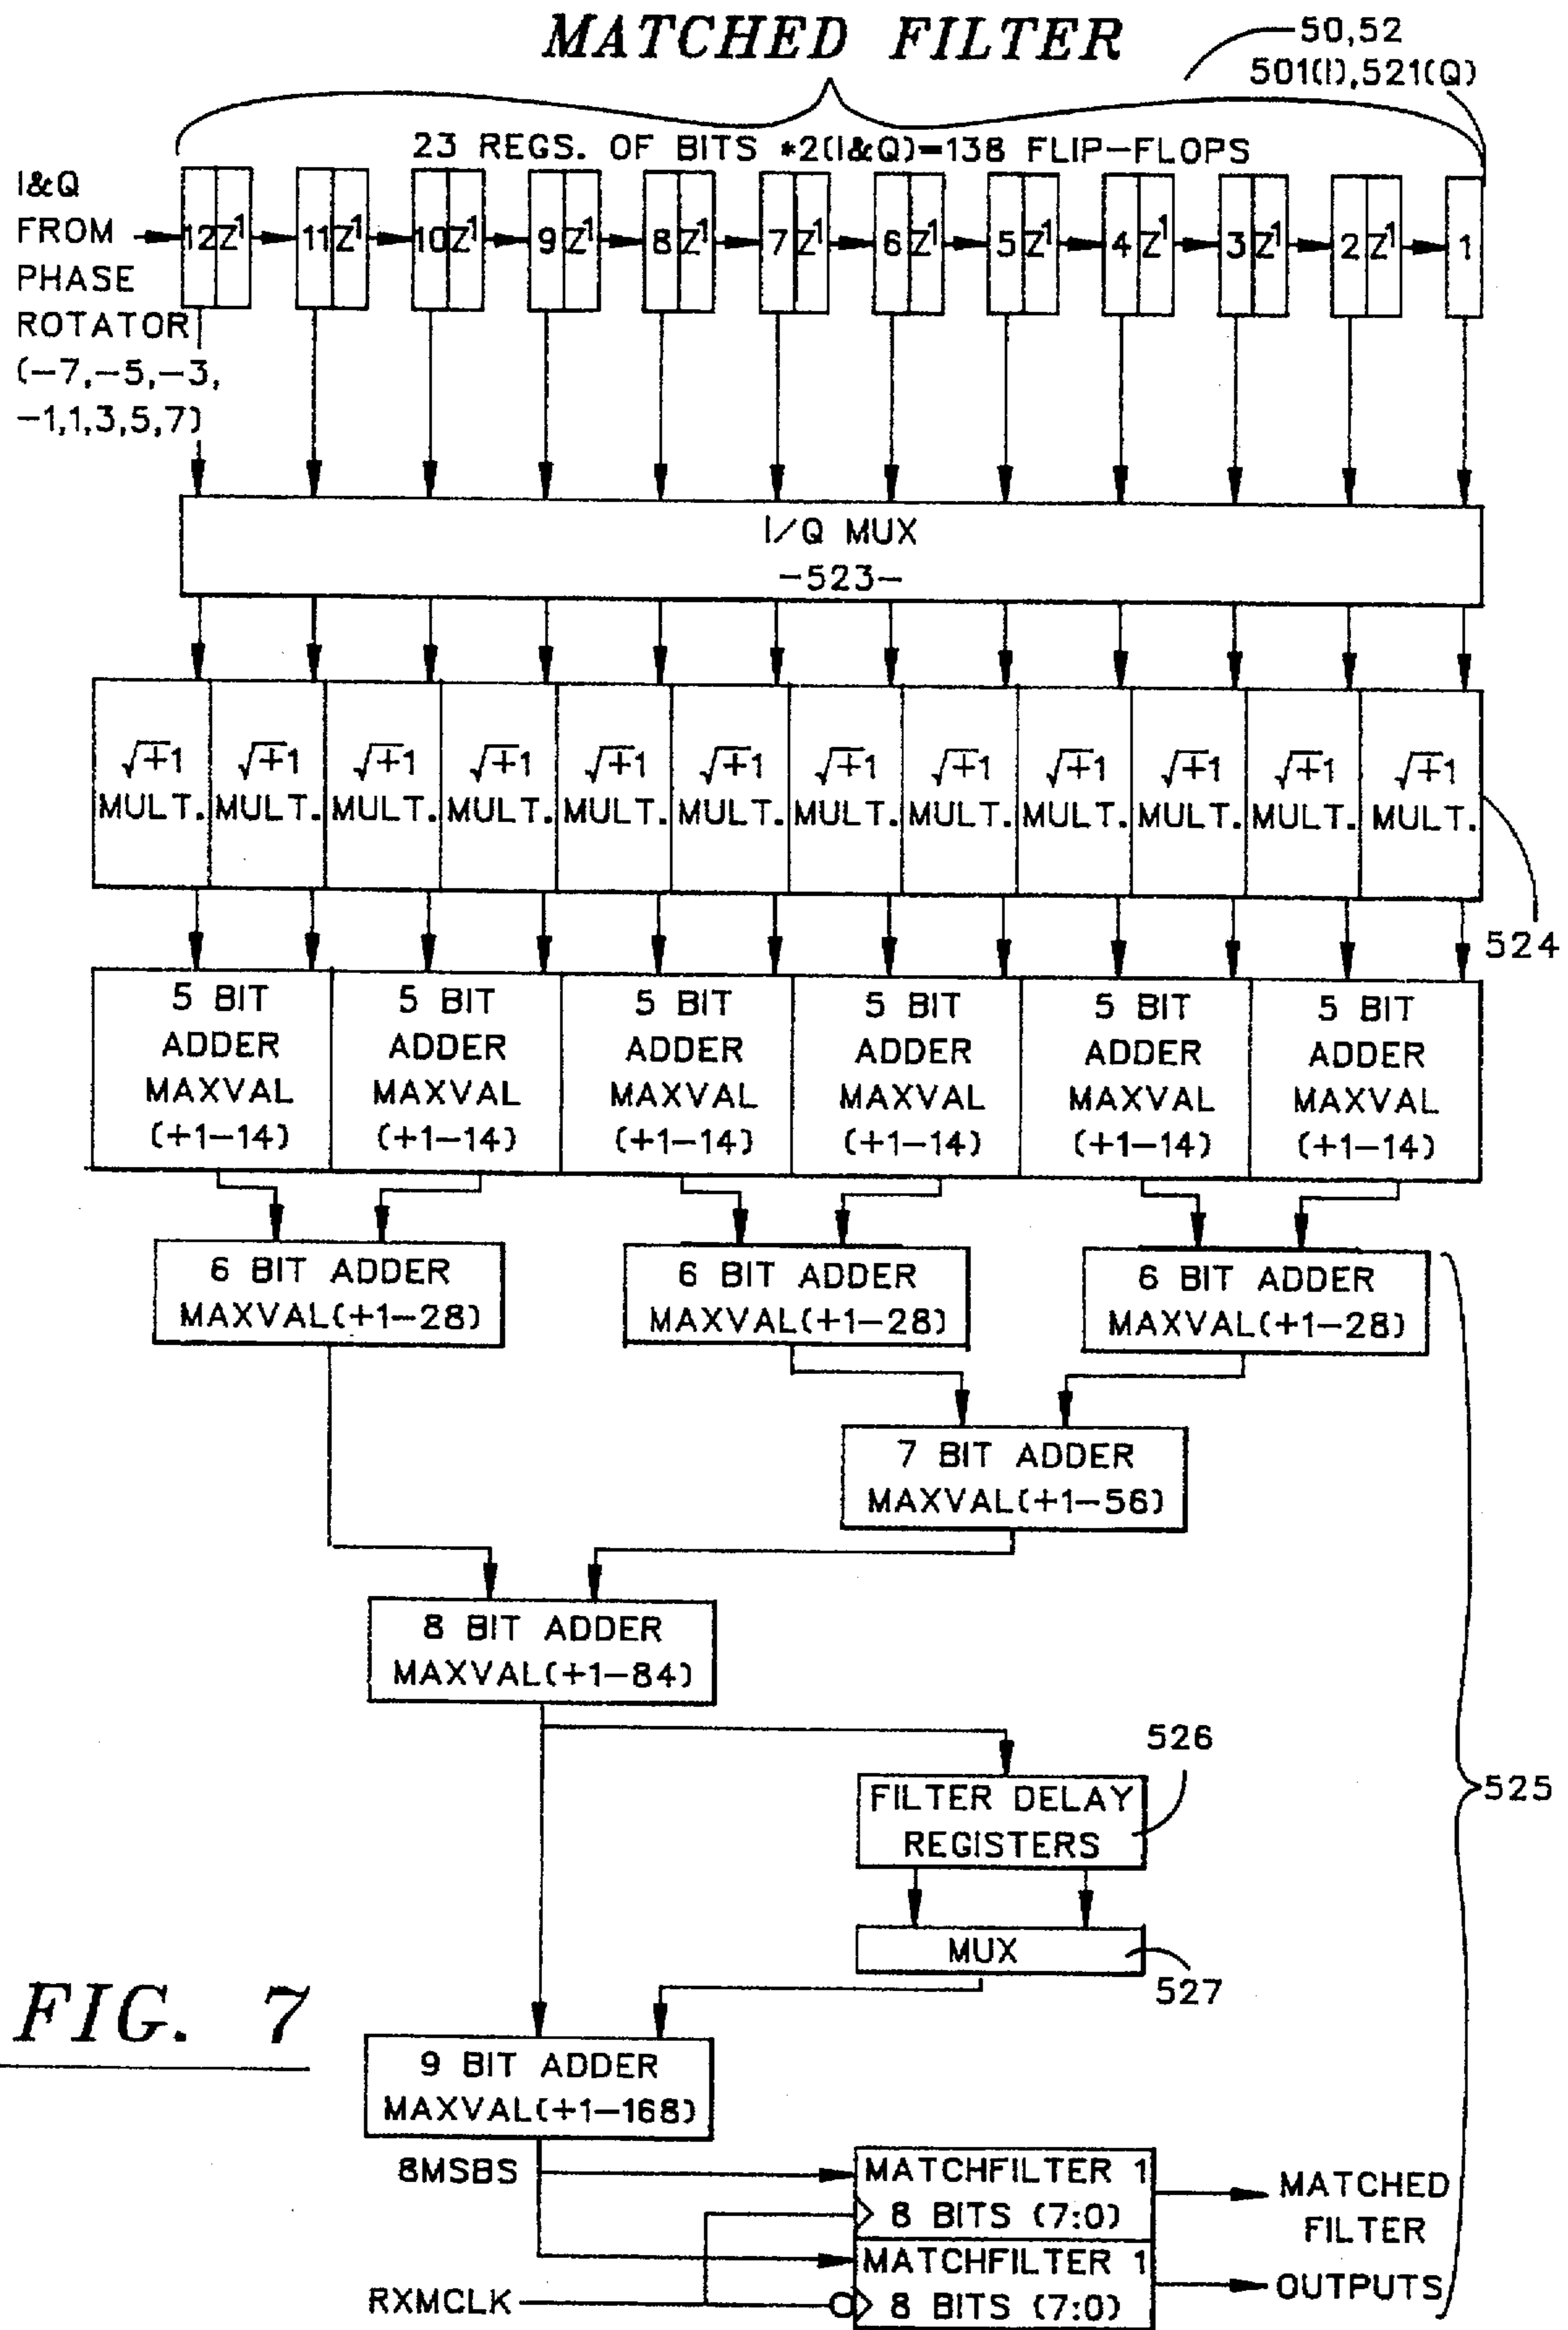 MATCHED FILTER
50,52
501(I),521(Q)
23 REGS. OF BITS *2(I&Q)=138 FLIP-FLOPS
I&Q
FROM
PHASE
ROTATOR
(-7,-5,-3,
-1,1,3,5,7)
12 Z1 11 Z1 10 Z1 9 Z1 8 Z1 7 Z1 6 Z1 5 Z1 4 Z1 3 Z1 2 Z1 1
I/Q MUX
-523-
√+1 √+1 √+1 √+1 √+1 √+1 √+1 √+1 √+1 √+1 √+1 √+1
MULT. MULT. MULT. MULT. MULT. MULT. MULT. MULT. MULT. MULT. MULT. MULT.
524
5 BIT 5 BIT 5 BIT 5 BIT 5 BIT 5 BIT
ADDER ADDER ADDER ADDER ADDER ADDER
MAXVAL MAXVAL MAXVAL MAXVAL MAXVAL MAXVAL
(+1-14) (+1-14) (+1-14) (+1-14) (+1-14) (+1-14)
6 BIT ADDER 6 BIT ADDER 6 BIT ADDER
MAXVAL(+1-28) MAXVAL(+1-28) MAXVAL(+1-28)
7 BIT ADDER
MAXVAL(+1-56)
8 BIT ADDER
MAXVAL(+1-84)
526
FILTER DELAY
REGISTERS
525
MUX
527
FIG. 7
9 BIT ADDER
MAXVAL(+1-168)
8MSBS
MATCHFILTER 1
8 BITS (7:0)
MATCHED
FILTER
MATCHFILTER 1
8 BITS (7:0)
OUTPUTS
RXMCLK